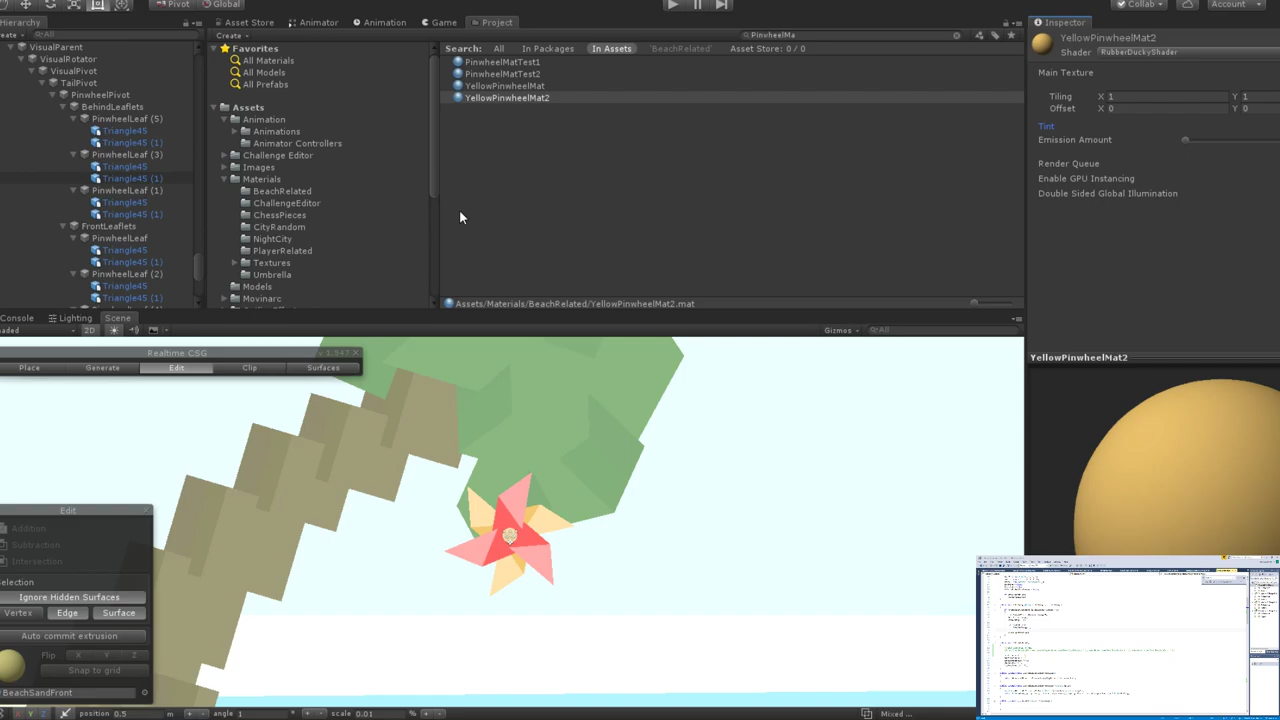 Pivot Global Collab Account
Hierarchy Asset Store Animator Animation Game Project Inspector
All Create PinwheelMa YellowPinwheelMat2
Shader RubberDuckyShader
VisualParent
VisualRotator
VisualPivot
TailPivot
PinwheelPivot
BehindLeaflets
PinwheelLeaf (5)
Triangle45
Triangle45 (1)
PinwheelLeaf (3)
Triangle45
Triangle45 (1)
PinwheelLeaf (1)
Triangle45
Triangle45 (1)
FrontLeaflets
PinwheelLeaf
Triangle45
Triangle45 (1)
PinwheelLeaf (2)
Triangle45
Triangle45 (1)
Favorites
All Materials
All Models
All Prefabs
Assets
Animation
Animations
Animator Controllers
Challenge Editor
Images
Materials
BeachRelated
ChallengeEditor
ChessPieces
CityRandom
NightCity
PlayerRelated
Textures
Umbrella
Models
Movinarc
Search: All In Packages In Assets 'BeachRelated' Asset Store: 0 / 0
PinwheelMatTest1
PinwheelMatTest2
YellowPinwheelMat
YellowPinwheelMat2
Assets/Materials/BeachRelated/YellowPinwheelMat2.mat
Main Texture
Tiling X 1 Y 1
Offset X 0 Y 0
Tint
Emission Amount
Render Queue
Enable GPU Instancing
Double Sided Global Illumination
YellowPinwheelMat2
Console Lighting Scene
2D Gizmos All
Realtime CSG v 1.547
Place Generate Edit Clip Surfaces
Edit
Addition
Subtraction
Intersection
Selection
Ignore Hidden Surfaces
Vertex Edge Surface
Auto commit extrusion
Flip X Y Z
Snap to grid
BeachSandFront
X Y Z position 0.5 m + angle 1 scale 0.01 % + Mixed ...